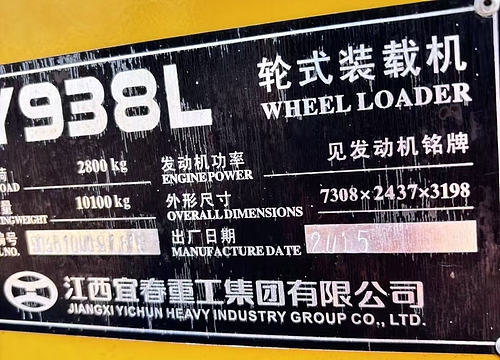 Y938L
轮式装载机
WHEEL LOADER
2800 kg
发动机功率
ENGINE POWER
见发动机铭牌
10100 kg
外形尺寸
OVERALL DIMENSIONS
7308×2437×3198
出厂日期
MANUFACTURE DATE
2015
江西宜春重工集团有限公司
JIANGXI YICHUN HEAVY INDUSTRY GROUP CO., LTD.